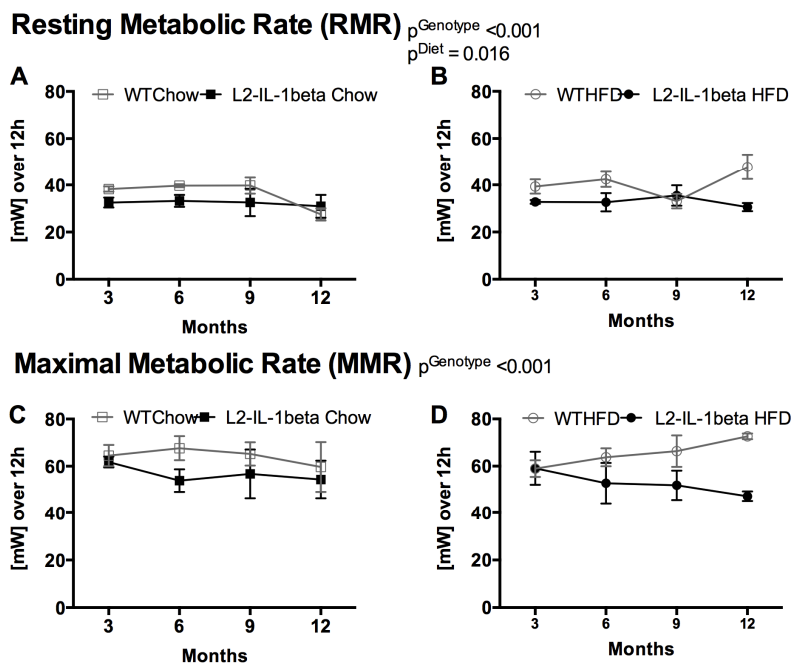 Resting Metabolic Rate (RMR) pGenotype <0.001
pDiet = 0.016
A
WTChow L2-IL-1beta Chow
[mW] over 12h
80
60
40
20
0
3 6 9 12
Months
B
WTHFD L2-IL-1beta HFD
[mW] over 12h
80
60
40
20
0
3 6 9 12
Months
Maximal Metabolic Rate (MMR) pGenotype <0.001
C
WTChow L2-IL-1beta Chow
[mW] over 12h
80
60
40
20
0
3 6 9 12
Months
D
WTHFD L2-IL-1beta HFD
[mW] over 12h
80
60
40
20
0
3 6 9 12
Months